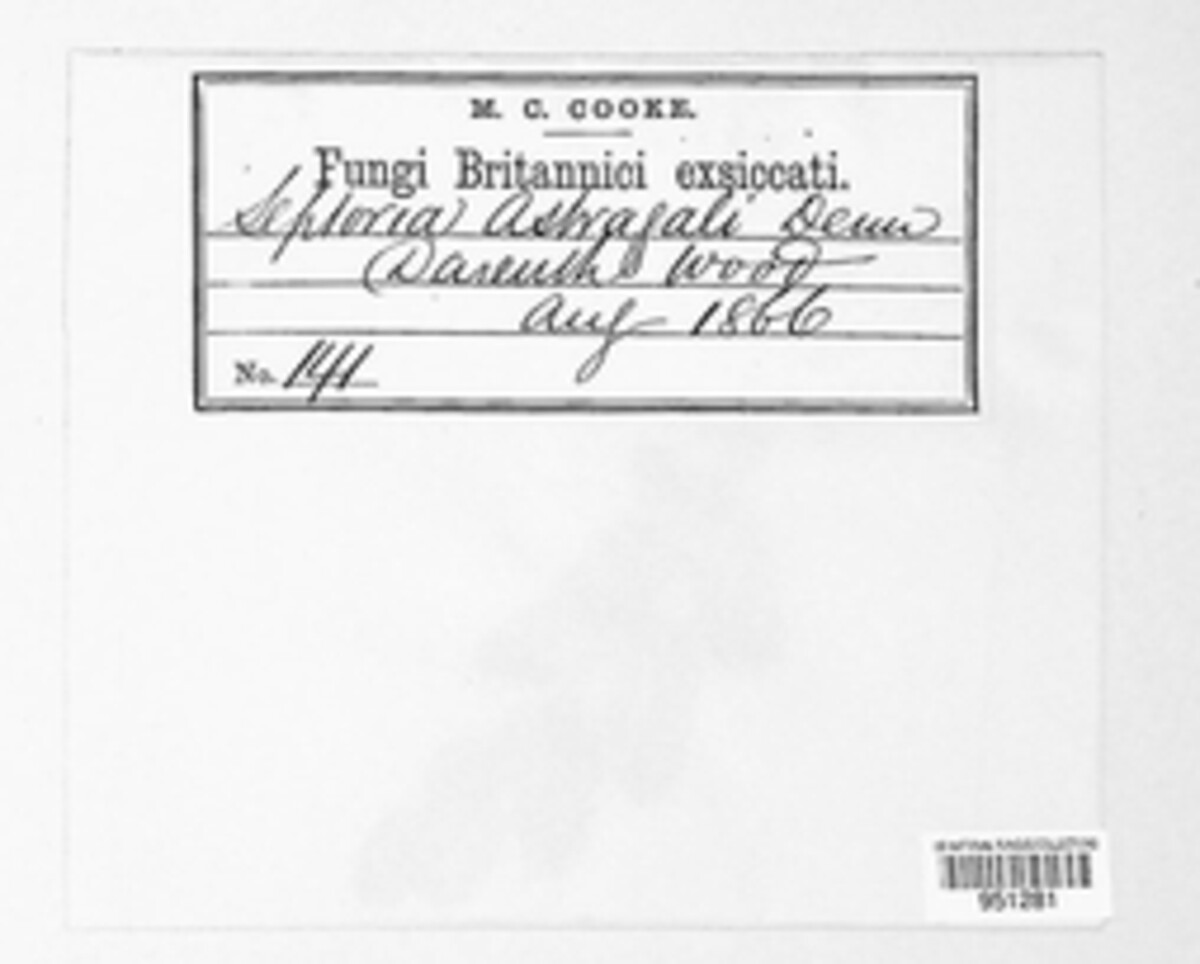 M. C. COOKE.
Fungi Britannici exsiccati.
Septoria Astragali Desm
Darenth Wood
Aug 1866
No. 141
951281